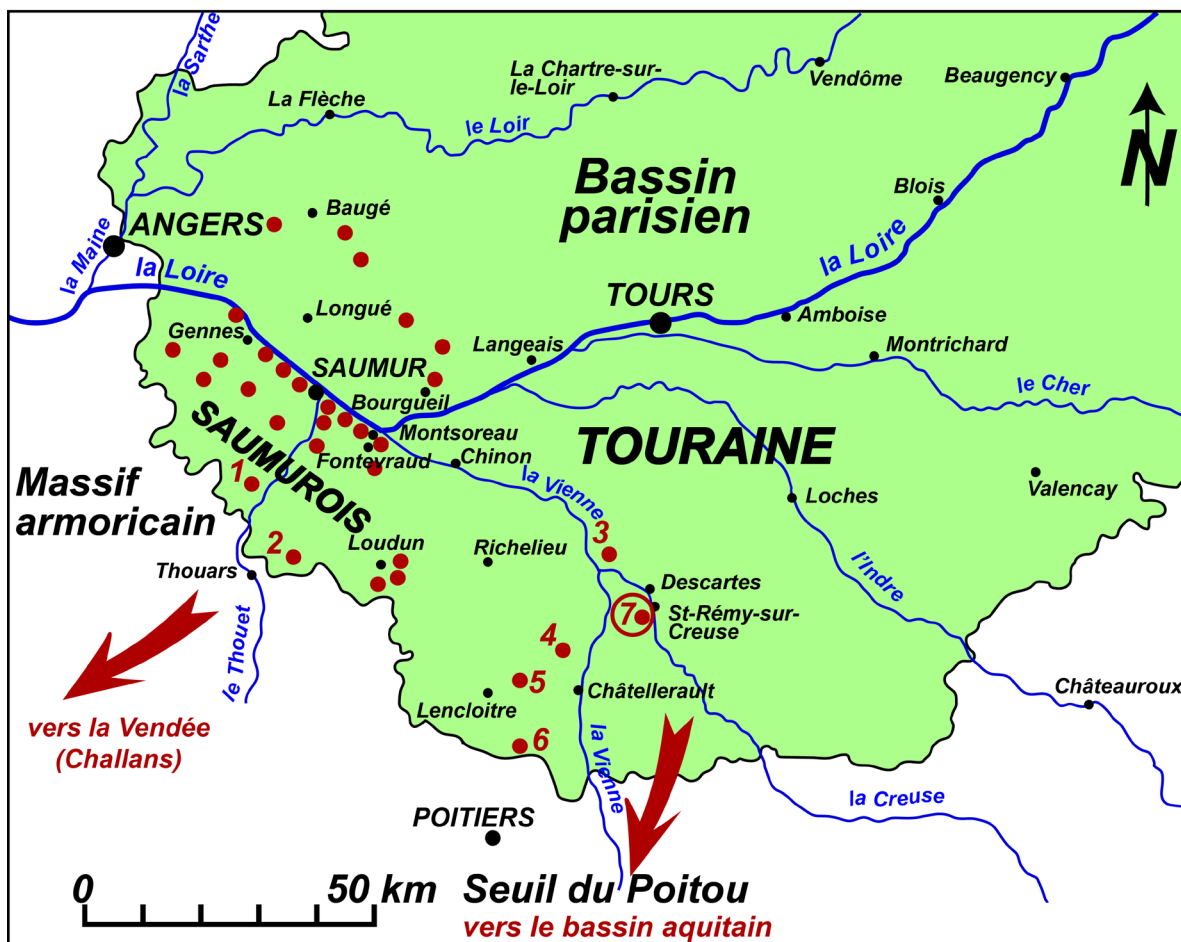 la Sarthe
La Chartre-sur-
le-Loir
Vendôme
Beaugency
La Flèche
le Loir
N
Bassin
parisien
Blois
Baugé
ANGERS
la Maine
la Loire
la Loire
TOURS
Longué
Amboise
Gennes
Langeais
Montrichard
SAUMUR
le Cher
Bourgueil
SAUMUROIS
Montsoreau
TOURAINE
Fontevraud
Chinon
Massif
armoricain
1
la Vienne
Loches
Valencay
2
Loudun
Richelieu
3
l'Indre
Thouars
Descartes
7
St-Rémy-sur-
Creuse
4
le Thouet
5
Châtellerault
Lencloitre
Châteauroux
vers la Vendée
(Challans)
6
la Vienne
la Creuse
POITIERS
0
50 km
Seuil du Poitou
vers le bassin aquitain